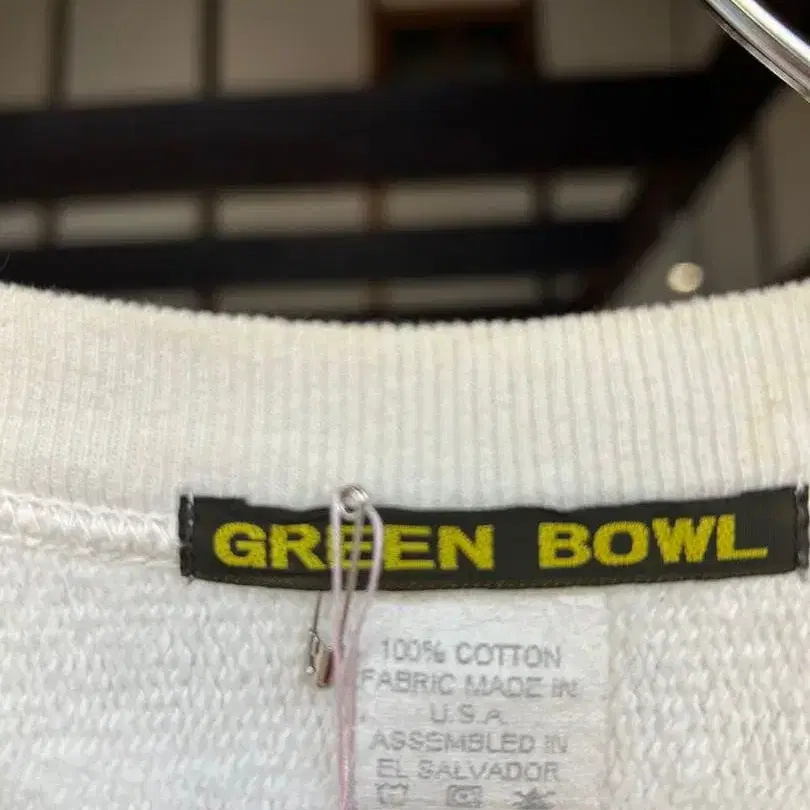 GREEN BOWL
100% COTTON
FABRIC MADE IN
U.S.A.
ASSEMBLED IN
EL SALVADOR